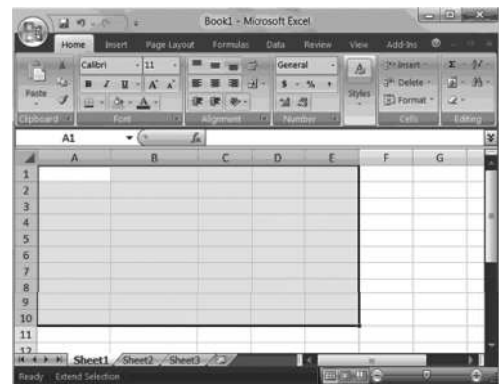 Book1 - Microsoft Excel
Home Insert Page Layout Formulas Data Review View Add-Ins
Calibri 11 General Insert Σ
Paste B I U A A $ % , Styles Delete
A Format
Clipboard Font Alignment Number Cells Editing
A1 fx
A B C D E F G
1
2
3
4
5
6
7
8
9
10
11
12
Sheet1 Sheet2 Sheet3
Ready Extend Selection